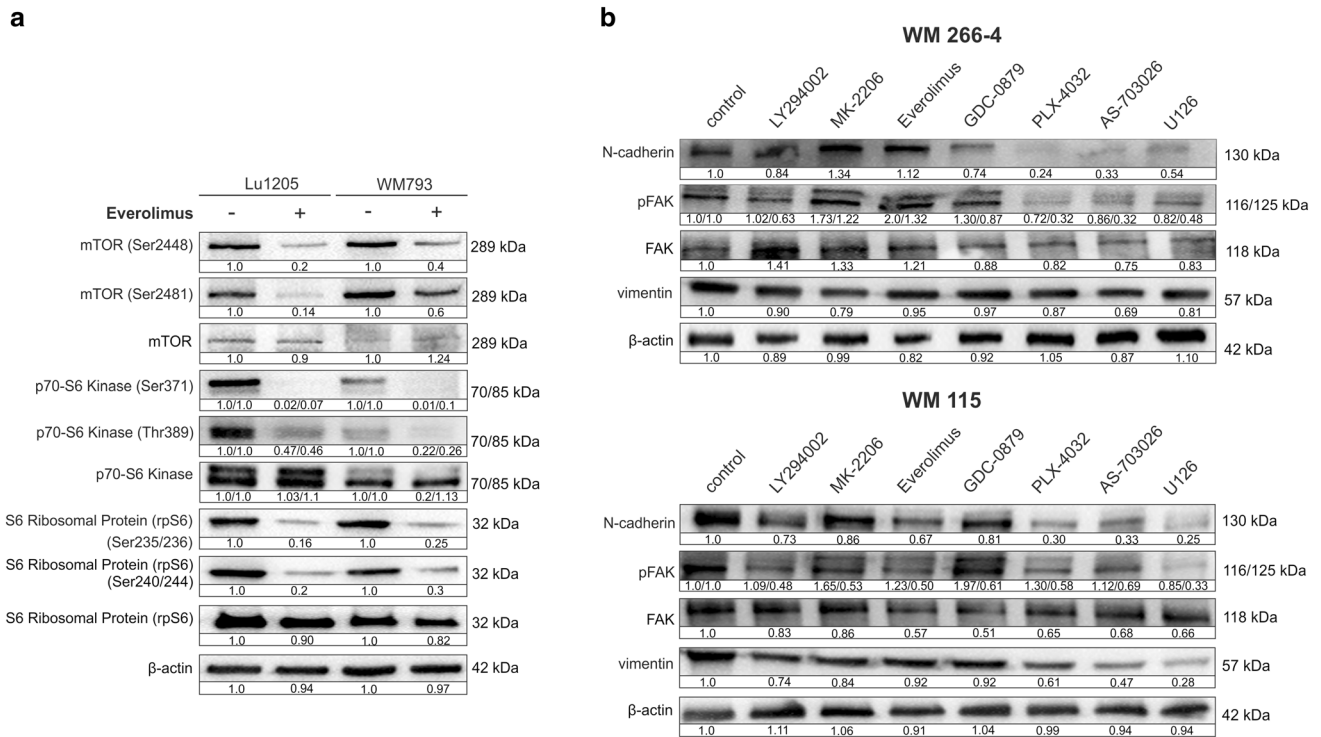 a
Lu1205 WM793
Everolimus - + - +
mTOR (Ser2448) 289 kDa
1.0 0.2 1.0 0.4
mTOR (Ser2481) 289 kDa
1.0 0.14 1.0 0.6
mTOR 289 kDa
1.0 0.9 1.0 1.24
p70-S6 Kinase (Ser371) 70/85 kDa
1.0/1.0 0.02/0.07 1.0/1.0 0.01/0.1
p70-S6 Kinase (Thr389) 70/85 kDa
1.0/1.0 0.47/0.46 1.0/1.0 0.22/0.26
p70-S6 Kinase 70/85 kDa
1.0/1.0 1.03/1.1 1.0/1.0 0.2/1.13
S6 Ribosomal Protein (rpS6) 32 kDa
(Ser235/236) 1.0 0.16 1.0 0.25
S6 Ribosomal Protein (rpS6) 32 kDa
(Ser240/244)
1.0 0.2 1.0 0.3
S6 Ribosomal Protein (rpS6) 32 kDa
1.0 0.90 1.0 0.82
β-actin 42 kDa
1.0 0.94 1.0 0.97
b
WM 266-4
control LY294002 MK-2206 Everolimus GDC-0879 PLX-4032 AS-703026 U126
N-cadherin 130 kDa
1.0 0.84 1.34 1.12 0.74 0.24 0.33 0.54
pFAK 116/125 kDa
1.0/1.0 1.02/0.63 1.73/1.22 2.0/1.32 1.30/0.87 0.72/0.32 0.86/0.32 0.82/0.48
FAK 118 kDa
1.0 1.41 1.33 1.21 0.88 0.82 0.75 0.83
vimentin 57 kDa
1.0 0.90 0.79 0.95 0.97 0.87 0.69 0.81
β-actin 42 kDa
1.0 0.89 0.99 0.82 0.92 1.05 0.87 1.10
WM 115
control LY294002 MK-2206 Everolimus GDC-0879 PLX-4032 AS-703026 U126
N-cadherin 130 kDa
1.0 0.73 0.86 0.67 0.81 0.30 0.33 0.25
pFAK 116/125 kDa
1.0/1.0 1.09/0.48 1.65/0.53 1.23/0.50 1.97/0.61 1.30/0.58 1.12/0.69 0.85/0.33
FAK 118 kDa
1.0 0.83 0.86 0.57 0.51 0.65 0.68 0.66
vimentin 57 kDa
1.0 0.74 0.84 0.92 0.92 0.61 0.47 0.28
β-actin 42 kDa
1.0 1.11 1.06 0.91 1.04 0.99 0.94 0.94